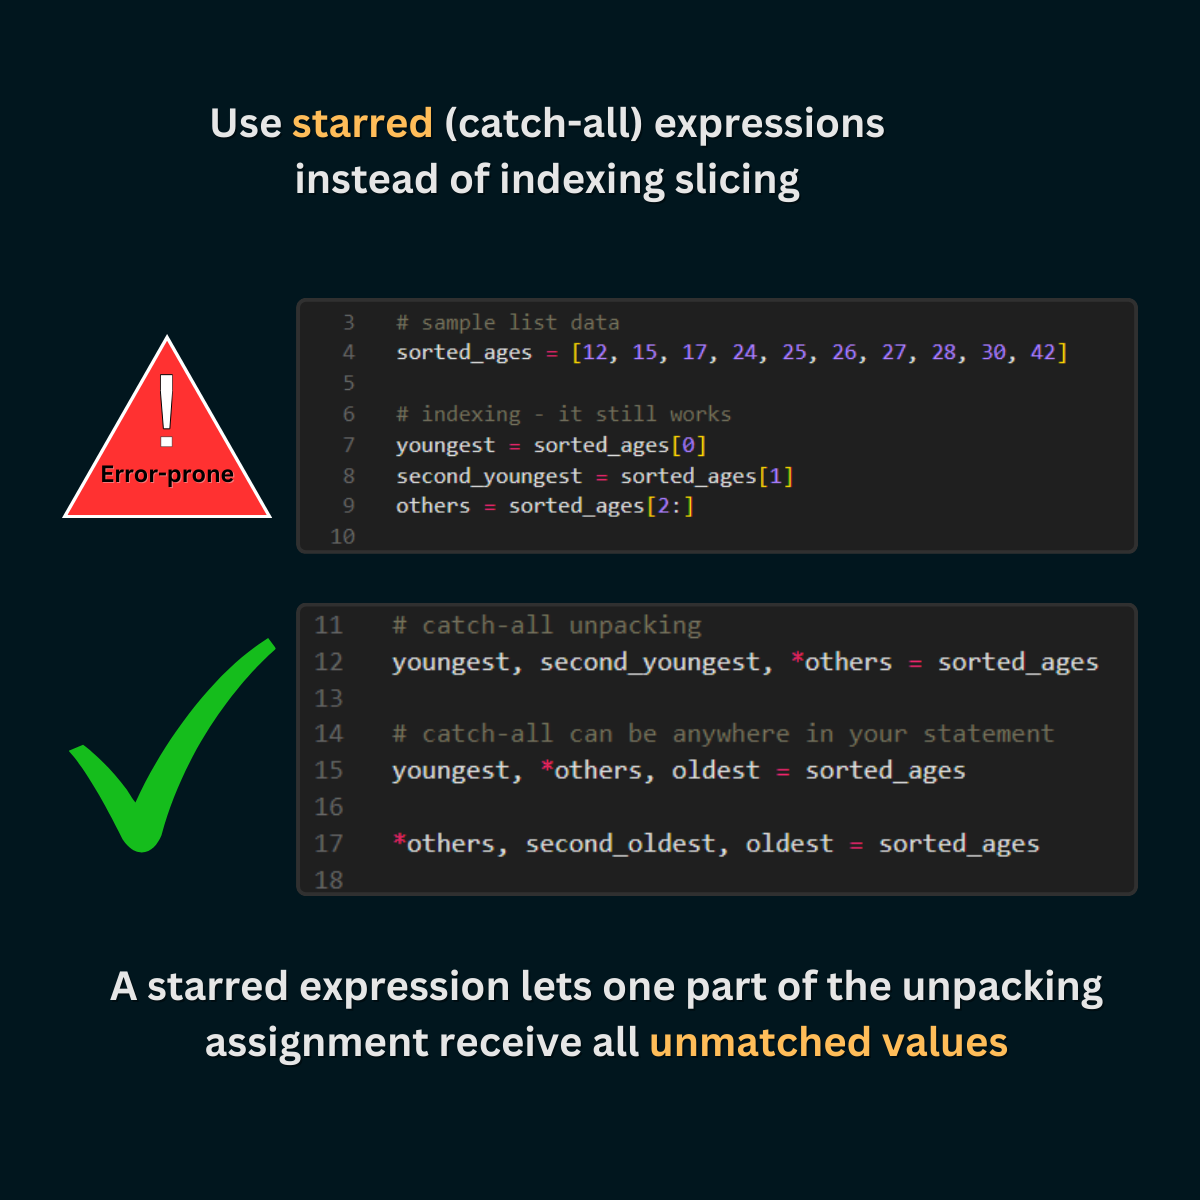 Use starred (catch-all) expressions
instead of indexing slicing
!
Error-prone
3 # sample list data
4 sorted_ages = [12, 15, 17, 24, 25, 26, 27, 28, 30, 42]
5
6 # indexing - it still works
7 youngest = sorted_ages[0]
8 second_youngest = sorted_ages[1]
9 others = sorted_ages[2:]
10
11 # catch-all unpacking
12 youngest, second_youngest, *others = sorted_ages
13
14 # catch-all can be anywhere in your statement
15 youngest, *others, oldest = sorted_ages
16
17 *others, second_oldest, oldest = sorted_ages
18
A starred expression lets one part of the unpacking
assignment receive all unmatched values